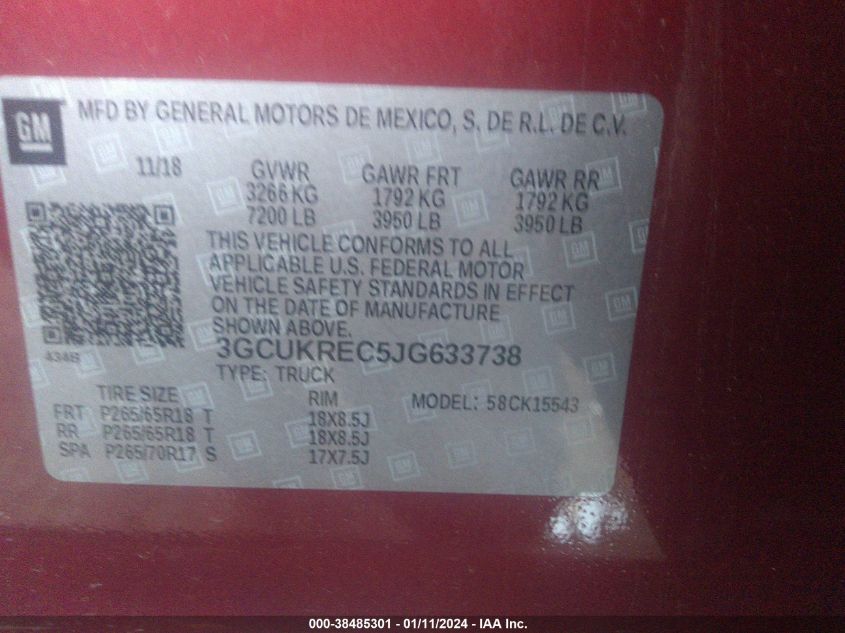 GM
MFD BY GENERAL MOTORS DE MEXICO, S. DE R.L. DE C.V.
11/18 GVWR GAWR FRT GAWR RR
3266 KG 1792 KG 1792 KG
7200 LB 3950 LB 3950 LB
THIS VEHICLE CONFORMS TO ALL
APPLICABLE U.S. FEDERAL MOTOR
VEHICLE SAFETY STANDARDS IN EFFECT
ON THE DATE OF MANUFACTURE
SHOWN ABOVE.
434B 3GCUKREC5JG633738
TYPE: TRUCK
TIRE SIZE RIM MODEL: 58CK15543
FRT P265/65R18 T 18X8.5J
RR P265/65R18 T 18X8.5J
SPA P265/70R17 S 17X7.5J
000-38485301 - 01/11/2024 - IAA Inc.